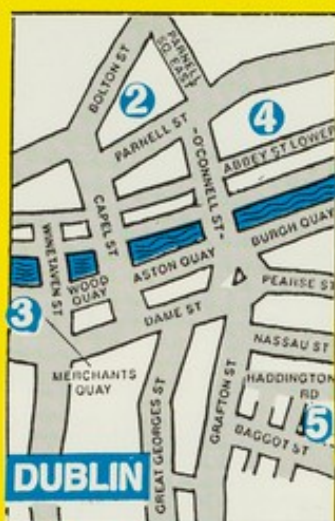 BOLTON ST
PARNELL
SQ EAST
2
PARNELL ST
4
-O'CONNELL ST-
ABBEY ST LOWER
CAPEL ST
WINETAVEN ST
WOOD
QUAY
ASTON QUAY
BURGH QUAY
3
DAME ST
PEARSE ST
MERCHANTS
QUAY
NASSAU ST
HADDINGTON
RD
5
GRAFTON ST
BAGGOT ST
GREAT GEORGES ST
DUBLIN